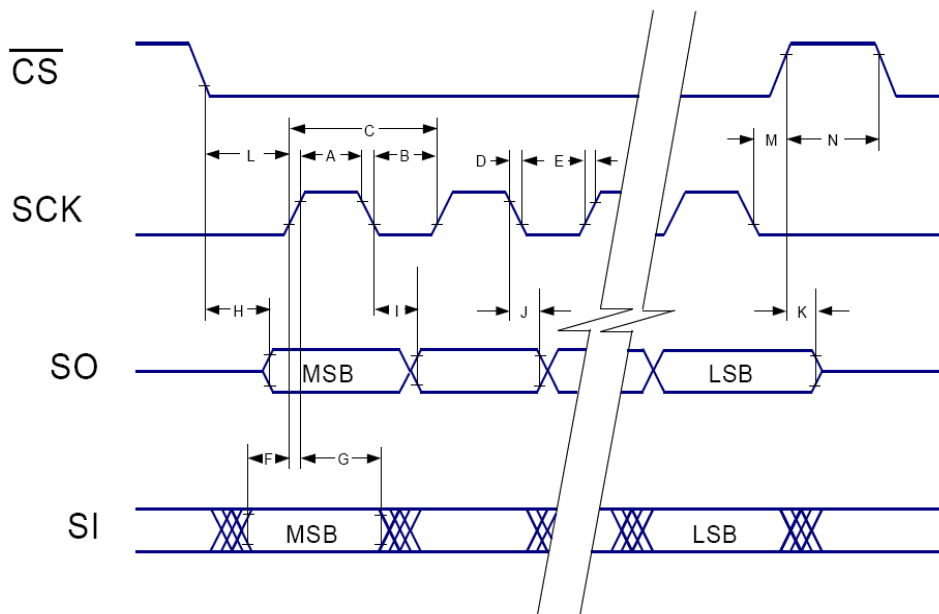 CS
C
L A B D E M N
SCK
H I J K
SO MSB LSB
F G
SI MSB LSB